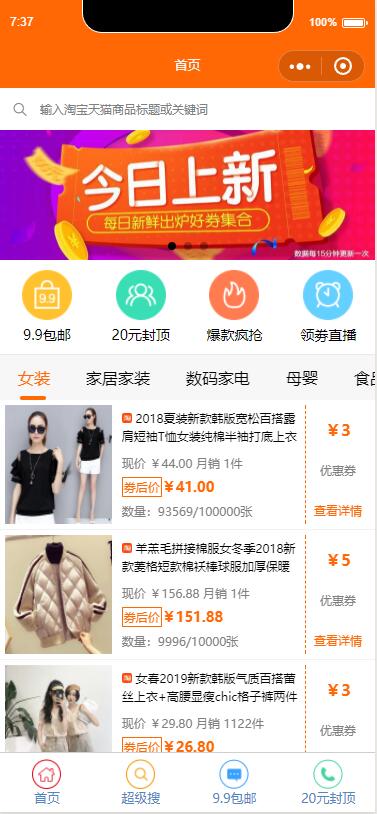 7:37
100%
首页
输入淘宝天猫商品标题或关键词
今日上新
每日新鲜出炉好券集合
数据每15分钟更新一次
9.9
9.9包邮
20元封顶
爆款疯抢
领券直播
女装
家居家装
数码家电
母婴
食品
淘 2018夏装新款韩版宽松百搭露
肩短袖T恤女装纯棉半袖打底上衣
现价 ¥44.00 月销 1件
券后价 ¥41.00
数量：93569/100000张
¥3
优惠券
查看详情
淘 羊羔毛拼接棉服女冬季2018新
款菱格短款棉袄棒球服加厚保暖
现价 ¥156.88 月销 1件
券后价 ¥151.88
数量：9996/10000张
¥5
优惠券
查看详情
淘 女春2019新款韩版气质百搭蕾
丝上衣+高腰显瘦chic格子裤两件
现价 ¥29.80 月销 1122件
券后价 ¥26.80
¥3
优惠券
首页
超级搜
9.9包邮
20元封顶